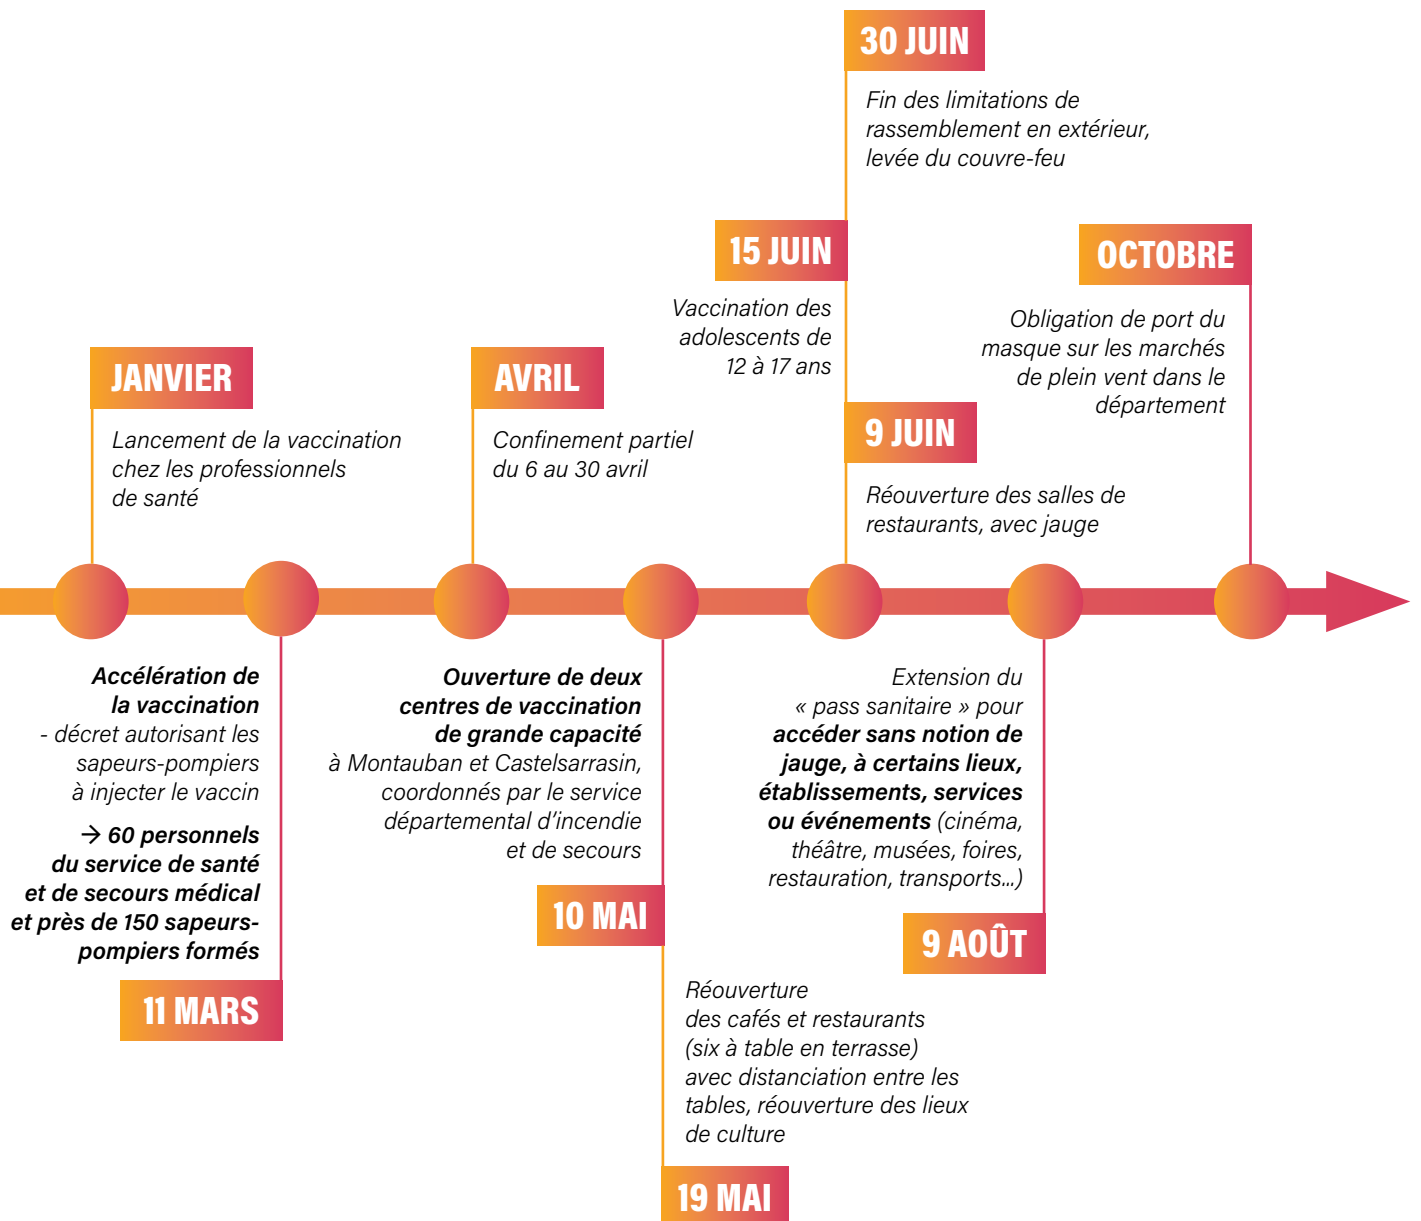 JANVIER
Lancement de la vaccination
chez les professionnels
de santé
Accélération de
la vaccination
- décret autorisant les
sapeurs-pompiers
à injecter le vaccin
→ 60 personnels
du service de santé
et de secours médical
et près de 150 sapeurs-
pompiers formés
11 MARS
AVRIL
Confinement partiel
du 6 au 30 avril
Ouverture de deux
centres de vaccination
de grande capacité
à Montauban et Castelsarrasin,
coordonnés par le service
départemental d’incendie
et de secours
10 MAI
Réouverture
des cafés et restaurants
(six à table en terrasse)
avec distanciation entre les
tables, réouverture des lieux
de culture
19 MAI
9 JUIN
Réouverture des salles de
restaurants, avec jauge
15 JUIN
Vaccination des
adolescents de
12 à 17 ans
30 JUIN
Fin des limitations de
rassemblement en extérieur,
levée du couvre-feu
Extension du
« pass sanitaire » pour
accéder sans notion de
jauge, à certains lieux,
établissements, services
ou événements (cinéma,
théâtre, musées, foires,
restauration, transports...)
9 AOÛT
OCTOBRE
Obligation de port du
masque sur les marchés
de plein vent dans le
département